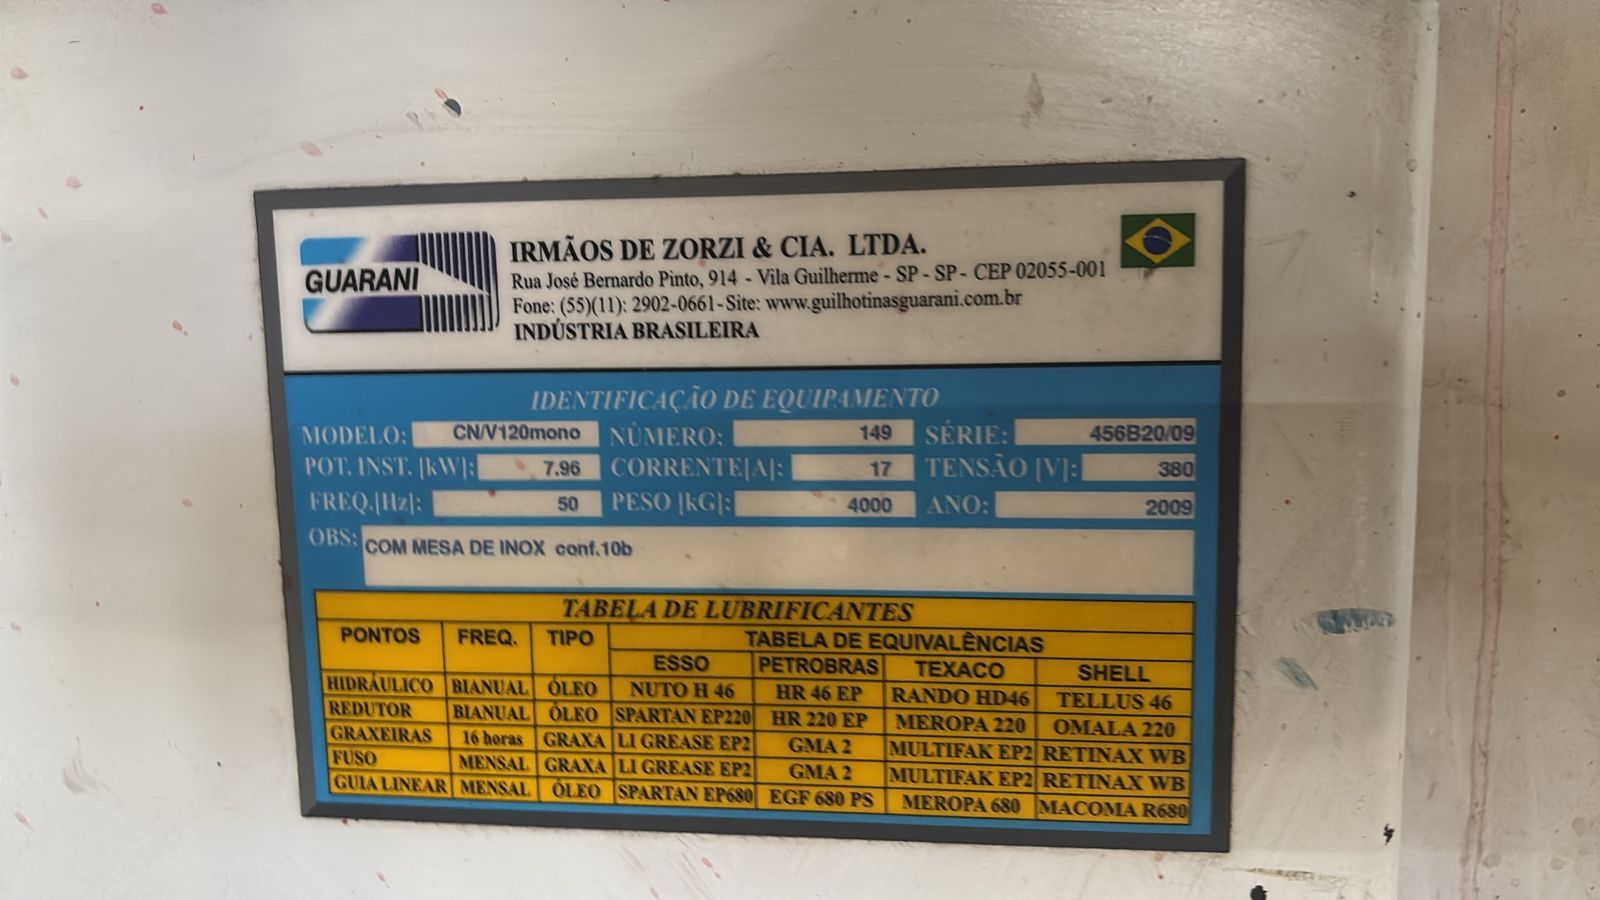 GUARANI
IRMÃOS DE ZORZI & CIA. LTDA.
Rua José Bernardo Pinto, 914 - Vila Guilherme - SP - SP - CEP 02055-001
Fone: (55)(11): 2902-0661-Site: www.guilhotinasguarani.com.br
INDÚSTRIA BRASILEIRA
IDENTIFICAÇÃO DE EQUIPAMENTO
MODELO: CN/V120mono NÚMERO: 149 SÉRIE: 456B20/09
POT. INST. [kW]: 7.96 CORRENTE[A]: 17 TENSÃO [V]: 380
FREQ.[Hz]: 50 PESO [kG]: 4000 ANO: 2009
OBS: COM MESA DE INOX conf.10b
TABELA DE LUBRIFICANTES
PONTOS FREQ. TIPO TABELA DE EQUIVALÊNCIAS
ESSO PETROBRAS TEXACO SHELL
HIDRÁULICO BIANUAL ÓLEO NUTO H 46 HR 46 EP RANDO HD46 TELLUS 46
REDUTOR BIANUAL ÓLEO SPARTAN EP220 HR 220 EP MEROPA 220 OMALA 220
GRAXEIRAS 16 horas GRAXA LI GREASE EP2 GMA 2 MULTIFAK EP2 RETINAX WB
FUSO MENSAL GRAXA LI GREASE EP2 GMA 2 MULTIFAK EP2 RETINAX WB
GUIA LINEAR MENSAL ÓLEO SPARTAN EP680 EGF 680 PS MEROPA 680 MACOMA R680